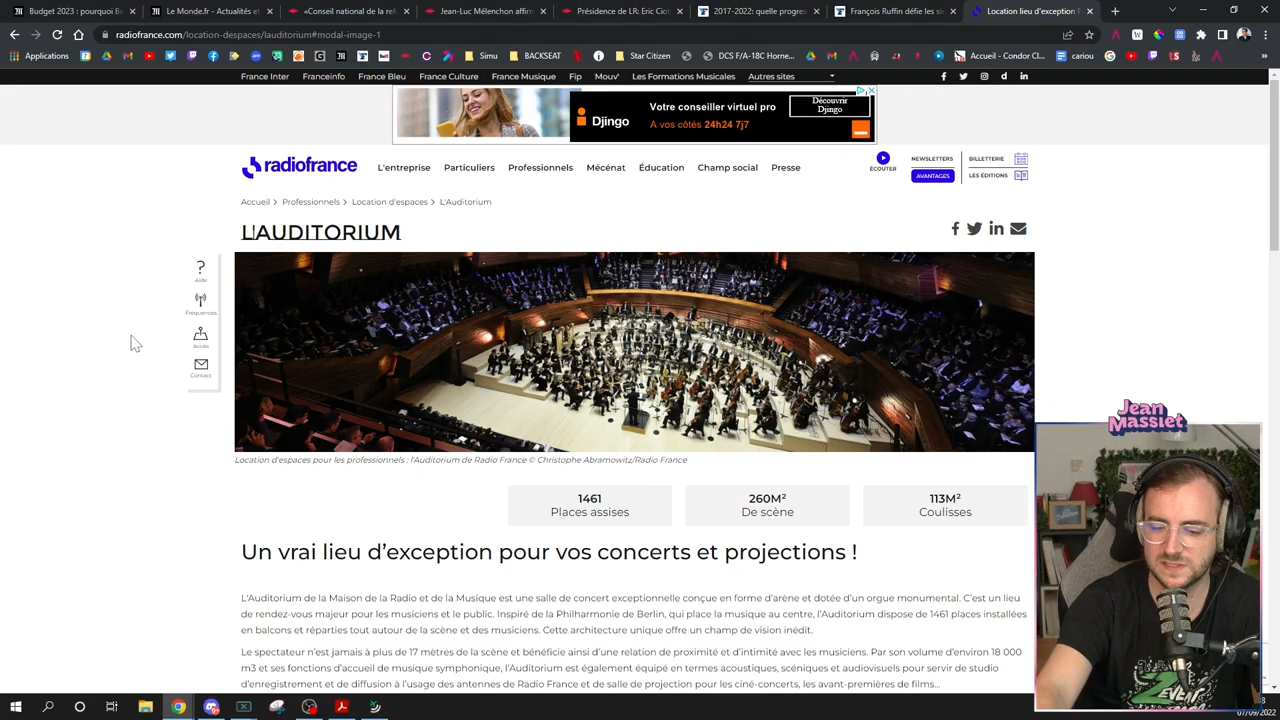 Budget 2023 : pourquoi B
Le Monde.fr - Actualités et
«Conseil national de la ref
Jean-Luc Mélenchon affirm
Présidence de LR: Eric Ciot
2017-2022: quelle progres
François Ruffin défie les si
Location lieu d'exception F
radiofrance.com/location-despaces/auditorium#modal-image-1
Applications
Simu
BACKSEAT
Star Citizen
DCS F/A-18C Horne...
Accueil - Condor Cl...
cariou
France Inter Franceinfo France Bleu France Culture France Musique Fip Mouv' Les Formations Musicales Autres sites
Djingo
Votre conseiller virtuel pro
A vos côtés 24h24 7j7
Découvrir
Djingo
radiofrance
L'entreprise Particuliers Professionnels Mécénat Éducation Champ social Presse
ÉCOUTER
NEWSLETTERS
AVANTAGES
BILLETTERIE
LES ÉDITIONS
Accueil > Professionnels > Location d'espaces > L'Auditorium
L'AUDITORIUM
Aide
Fréquences
Accès
Contact
Location d'espaces pour les professionnels : l'Auditorium de Radio France © Christophe Abramowitz/Radio France
1461
Places assises
260M²
De scène
113M²
Coulisses
Un vrai lieu d'exception pour vos concerts et projections !
L'Auditorium de la Maison de la Radio et de la Musique est une salle de concert exceptionnelle conçue en forme d'arène et dotée d'un orgue monumental. C'est un lieu
de rendez-vous majeur pour les musiciens et le public. Inspiré de la Philharmonie de Berlin, qui place la musique au centre, l'Auditorium dispose de 1461 places installées
en balcons et réparties tout autour de la scène et des musiciens. Cette architecture unique offre un champ de vision inédit.
Le spectateur n'est jamais à plus de 17 mètres de la scène et bénéficie ainsi d'une relation de proximité et d'intimité avec les musiciens. Par son volume d'environ 18 000
m3 et ses fonctions d'accueil de musique symphonique, l'Auditorium est également équipé en termes acoustiques, scéniques et audiovisuels pour servir de studio
d'enregistrement et de diffusion à l'usage des antennes de Radio France et de salle de projection pour les ciné-concerts, les avant-premières de films...
Jean
Massiet
ZEVENT
07/09/2022